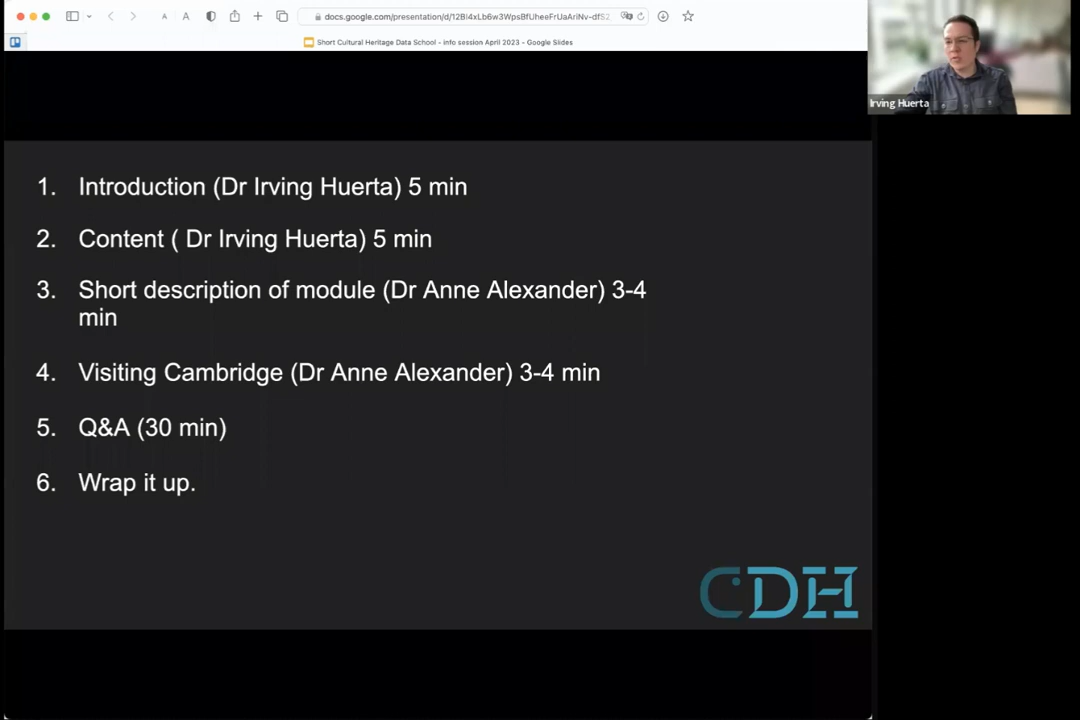 docs.google.com/presentation/d/12BI4xLb6w3WpsBfUheeFrUaAriNv-dfS2
Short Cultural Heritage Data School - info session April 2023 – Google Slides
Irving Huerta
1. Introduction (Dr Irving Huerta) 5 min
2. Content ( Dr Irving Huerta) 5 min
3. Short description of module (Dr Anne Alexander) 3-4
min
4. Visiting Cambridge (Dr Anne Alexander) 3-4 min
5. Q&A (30 min)
6. Wrap it up.
CDH